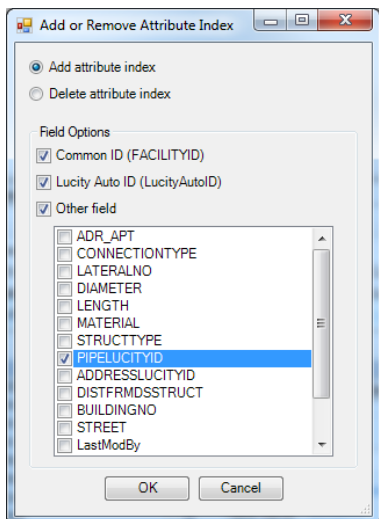 Add or Remove Attribute Index
Add attribute index
Delete attribute index
Field Options
Common ID (FACILITYID)
Lucity Auto ID (LucityAutoID)
Other field
ADR_APT
CONNECTIONTYPE
LATERALNO
DIAMETER
LENGTH
MATERIAL
STRUCTTYPE
PIPELUCITYID
ADDRESSLUCITYID
DISTFRMDSSTRUCT
BUILDINGNO
STREET
LastModBy
OK Cancel